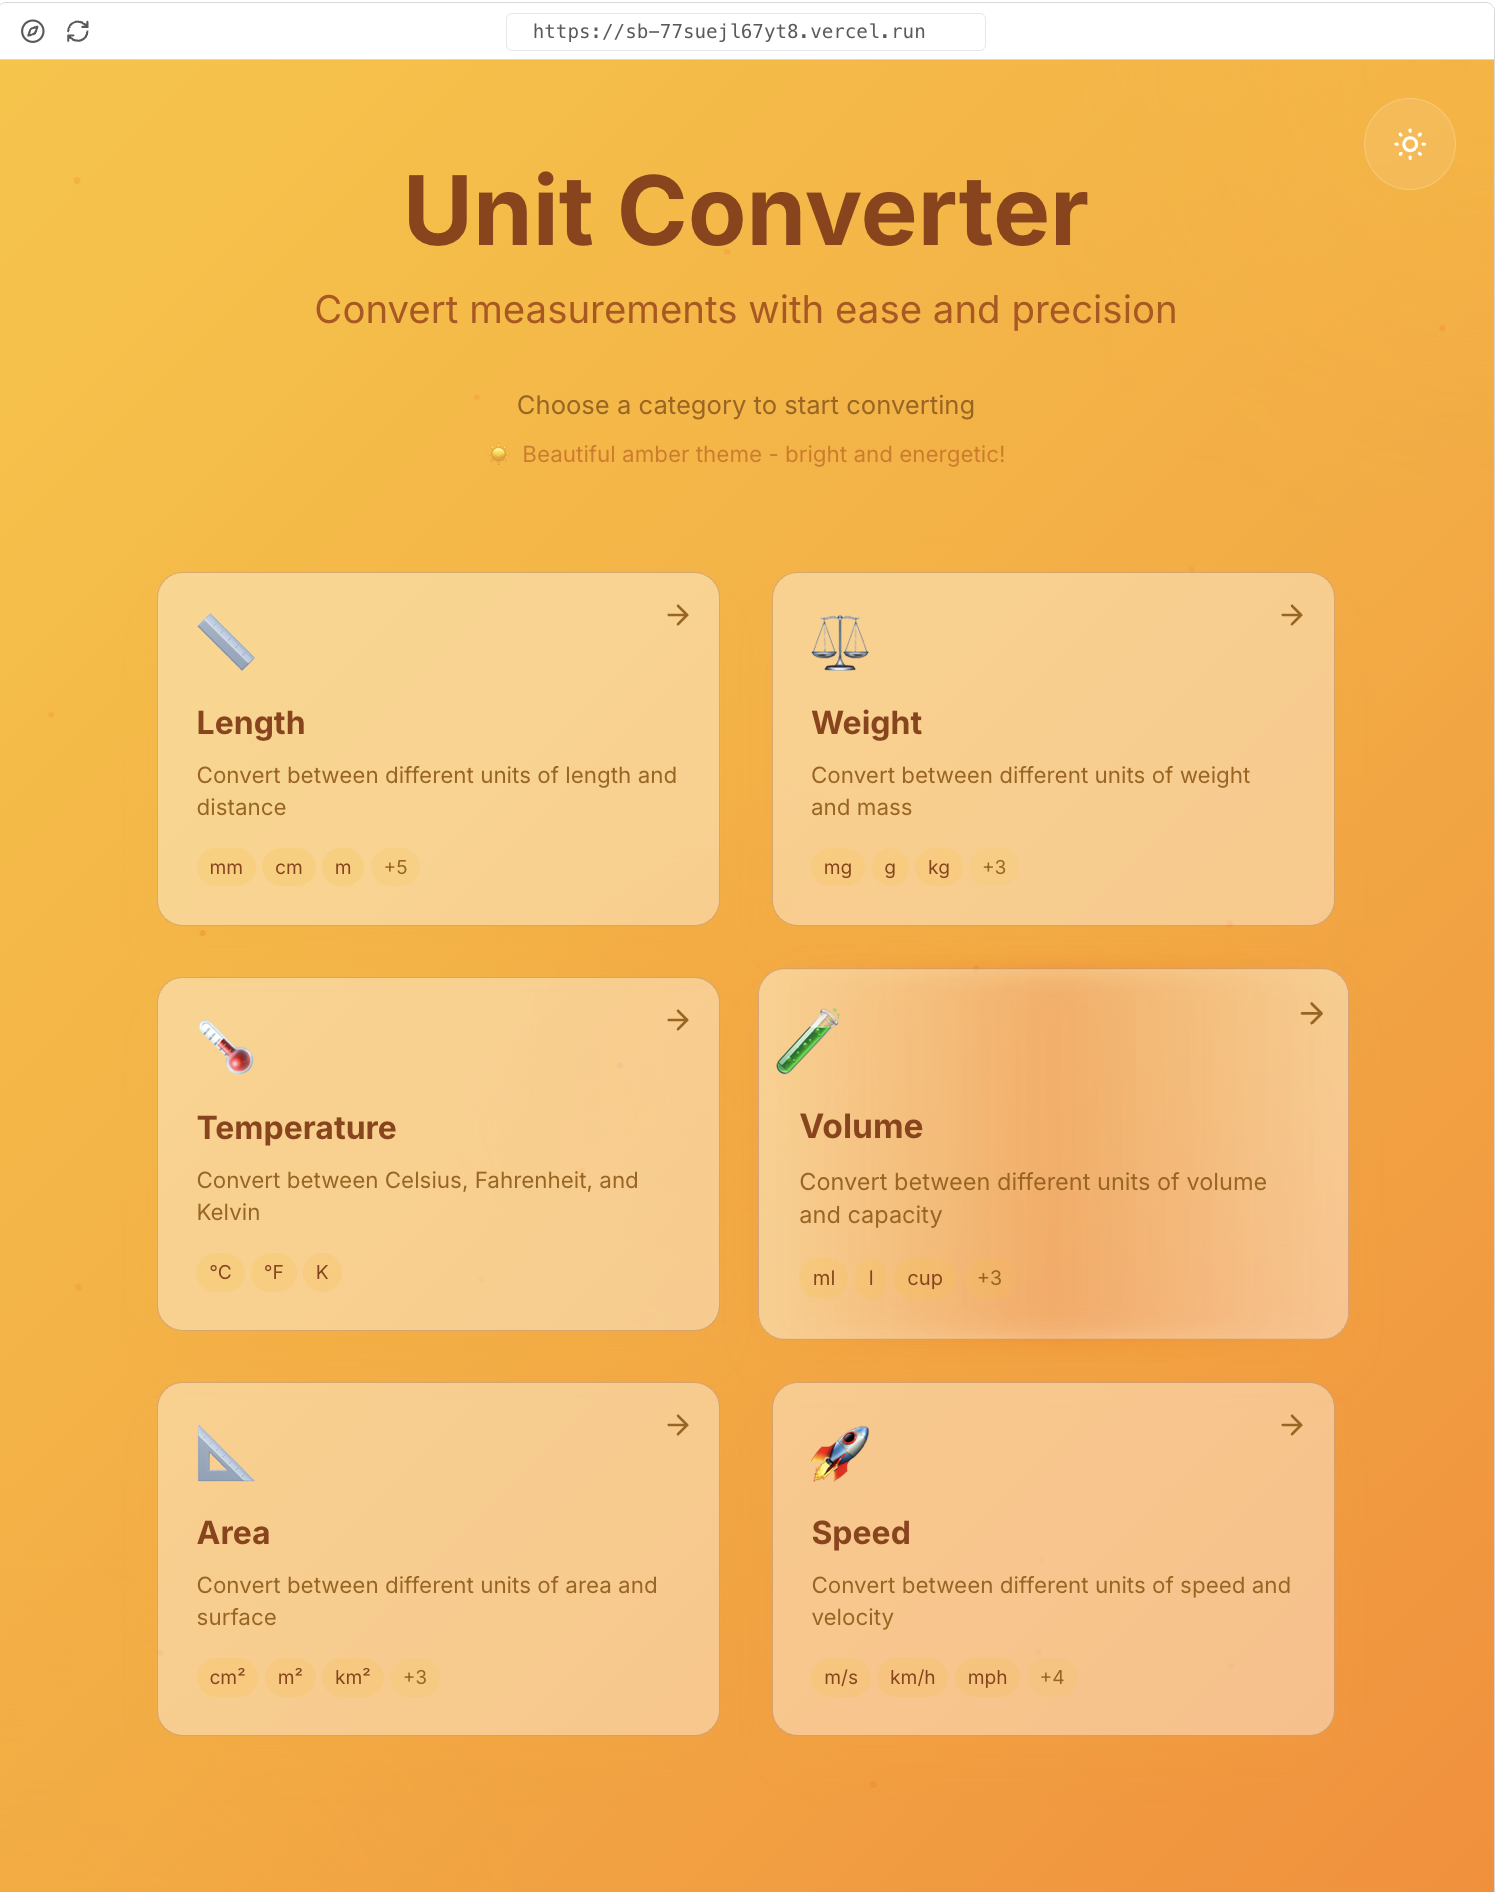 https://sb-77suejl67yt8.vercel.run
Unit Converter
Convert measurements with ease and precision
Choose a category to start converting
Beautiful amber theme - bright and energetic!
Length
Convert between different units of length and
distance
mm cm m +5
Weight
Convert between different units of weight
and mass
mg g kg +3
Temperature
Convert between Celsius, Fahrenheit, and
Kelvin
°C °F K
Volume
Convert between different units of volume
and capacity
ml l cup +3
Area
Convert between different units of area and
surface
cm² m² km² +3
Speed
Convert between different units of speed and
velocity
m/s km/h mph +4